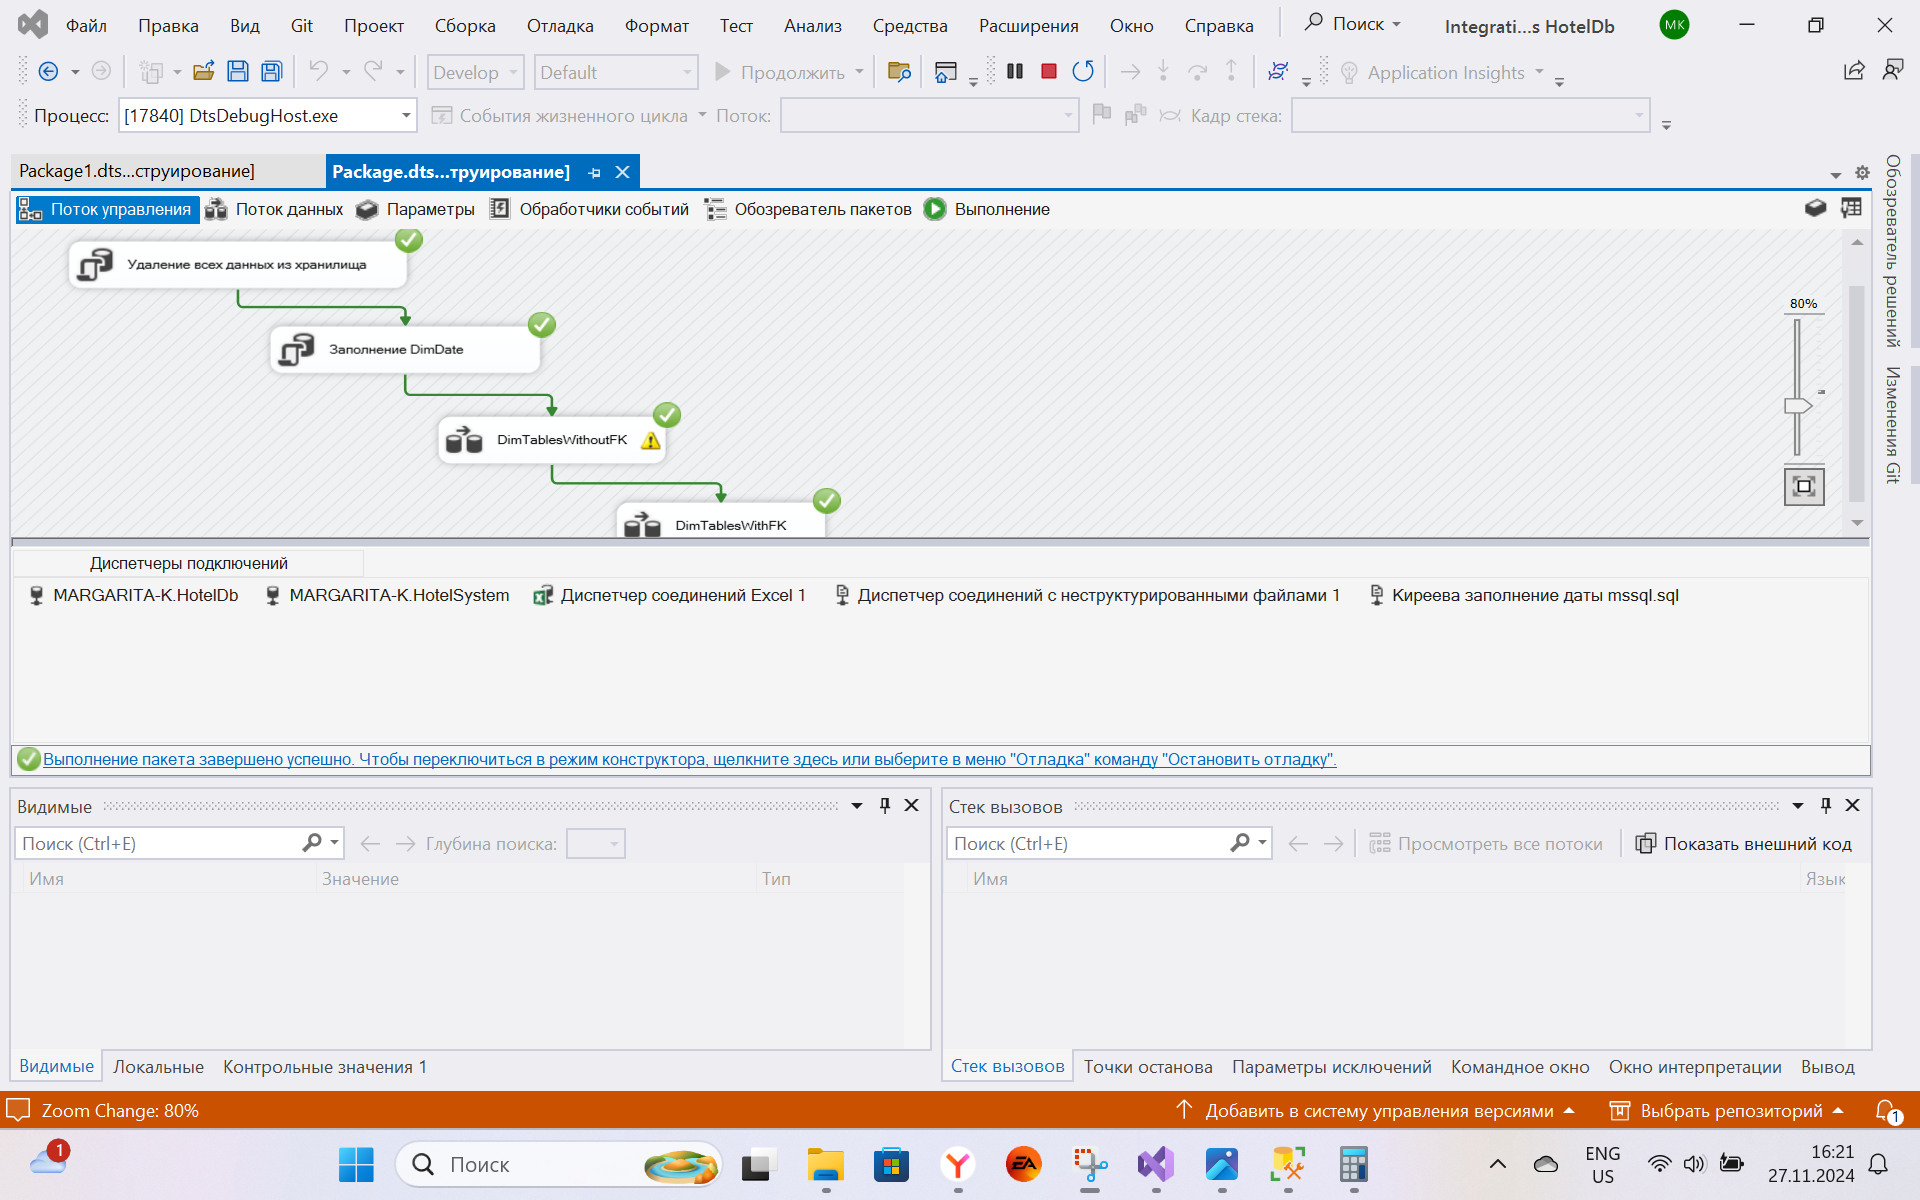 Файл Правка Вид Git Проект Сборка Отладка Формат Тест Анализ Средства Расширения Окно Справка Поиск Integrati...s HotelDb MK
Develop Default Продолжить Application Insights
Процесс: [17840] DtsDebugHost.exe События жизненного цикла Поток: Кадр стека:
Package1.dts...струирование] Package.dts...труирование]
Поток управления Поток данных Параметры Обработчики событий Обозреватель пакетов Выполнение
Обозреватель решений
Изменения Git
Удаление всех данных из хранилища
80%
Заполнение DimDate
DimTablesWithoutFK
DimTablesWithFK
Диспетчеры подключений
MARGARITA-K.HotelDb MARGARITA-K.HotelSystem Диспетчер соединений Excel 1 Диспетчер соединений с неструктурированными файлами 1 Киреева заполнение даты mssql.sql
Выполнение пакета завершено успешно. Чтобы переключиться в режим конструктора, щелкните здесь или выберите в меню "Отладка" команду "Остановить отладку".
Видимые
Поиск (Ctrl+E) Глубина поиска:
Имя Значение Тип
Видимые Локальные Контрольные значения 1
Стек вызовов
Поиск (Ctrl+E) Просмотреть все потоки Показать внешний код
Имя Язык
Стек вызовов Точки останова Параметры исключений Командное окно Окно интерпретации Вывод
Zoom Change: 80% Добавить в систему управления версиями Выбрать репозиторий 1
1 Поиск EA ENG US 16:21 27.11.2024